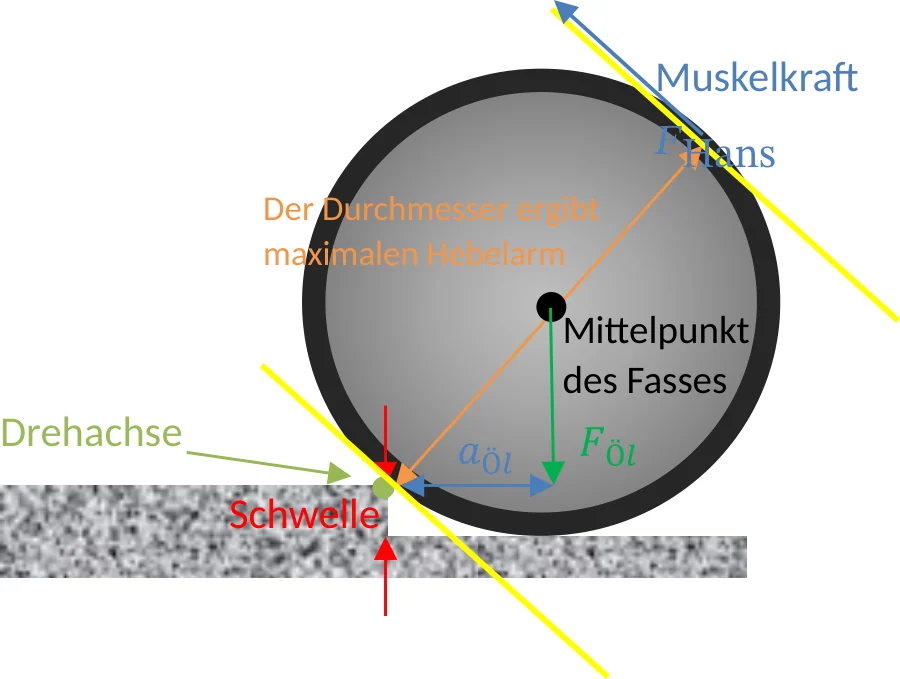 Muskelkraft
F Hans
Der Durchmesser ergibt
maximalen Hebelarm
Mittelpunkt
des Fasses
Drehachse
a Öl
F Öl
Schwelle